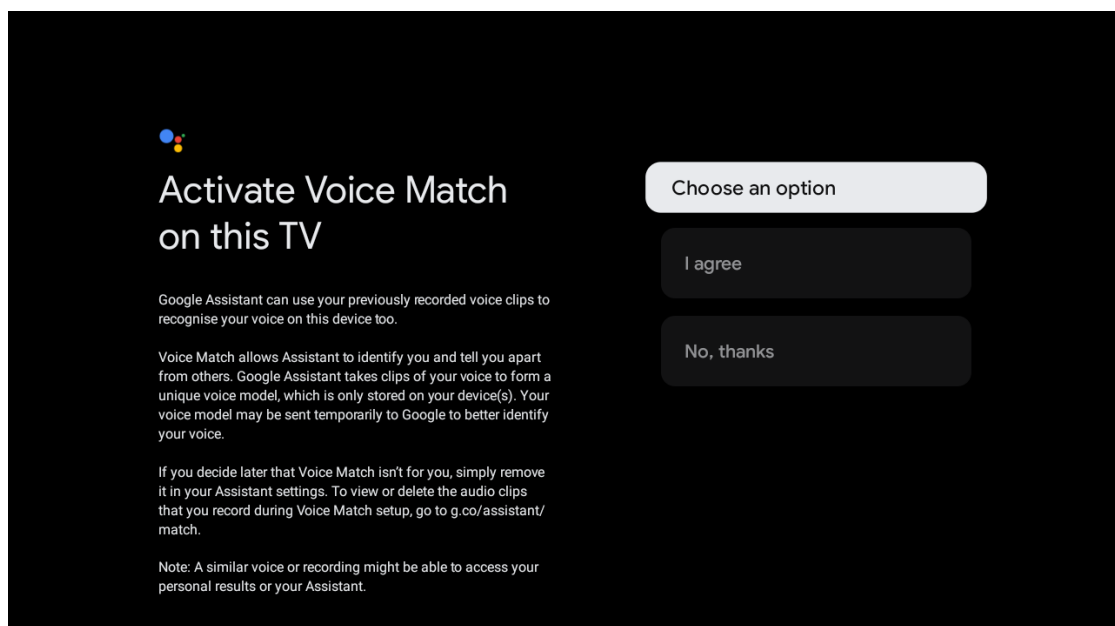 Activate Voice Match
on this TV
Google Assistant can use your previously recorded voice clips to
recognise your voice on this device too.
Voice Match allows Assistant to identify you and tell you apart
from others. Google Assistant takes clips of your voice to form a
unique voice model, which is only stored on your device(s). Your
voice model may be sent temporarily to Google to better identify
your voice.
If you decide later that Voice Match isn't for you, simply remove
it in your Assistant settings. To view or delete the audio clips
that you record during Voice Match setup, go to g.co/assistant/
match.
Note: A similar voice or recording might be able to access your
personal results or your Assistant.
Choose an option
I agree
No, thanks